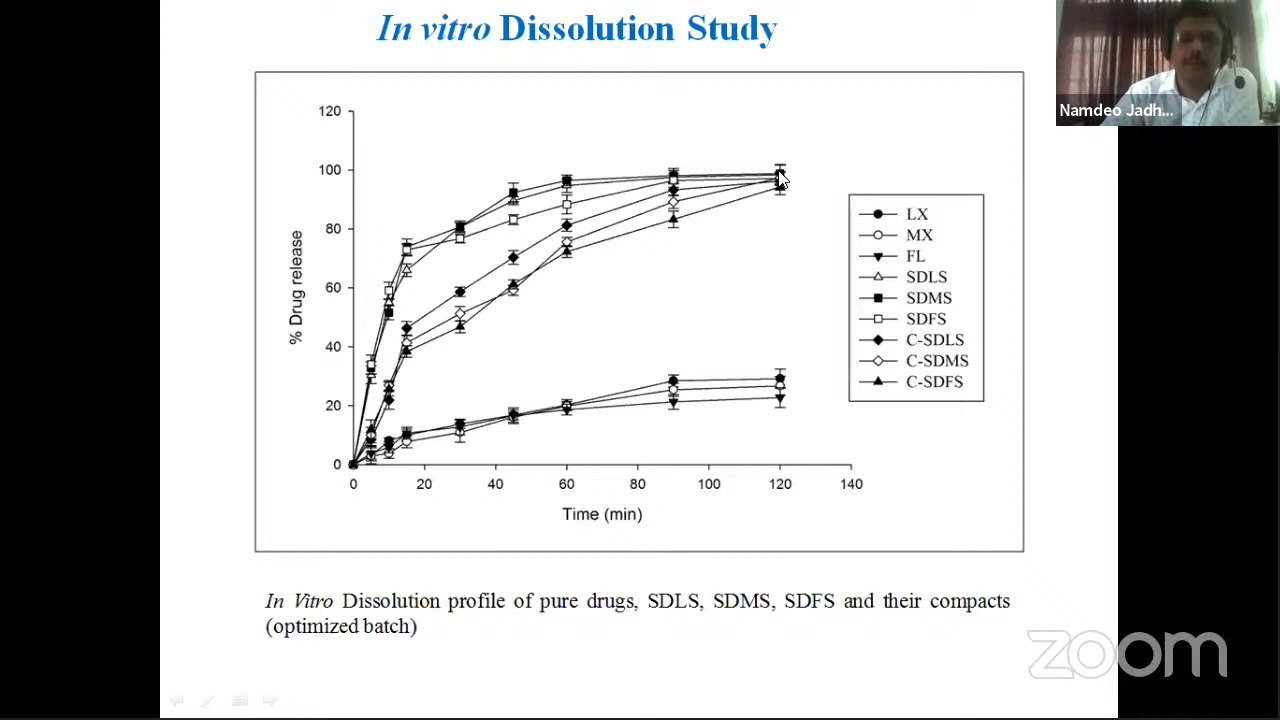 In vitro Dissolution Study
Namdeo Jadh...
120
100
80
60
40
20
0
% Drug release
0 20 40 60 80 100 120 140
Time (min)
LX
MX
FL
SDLS
SDMS
SDFS
C-SDLS
C-SDMS
C-SDFS
In Vitro Dissolution profile of pure drugs, SDLS, SDMS, SDFS and their compacts
(optimized batch)
zoom